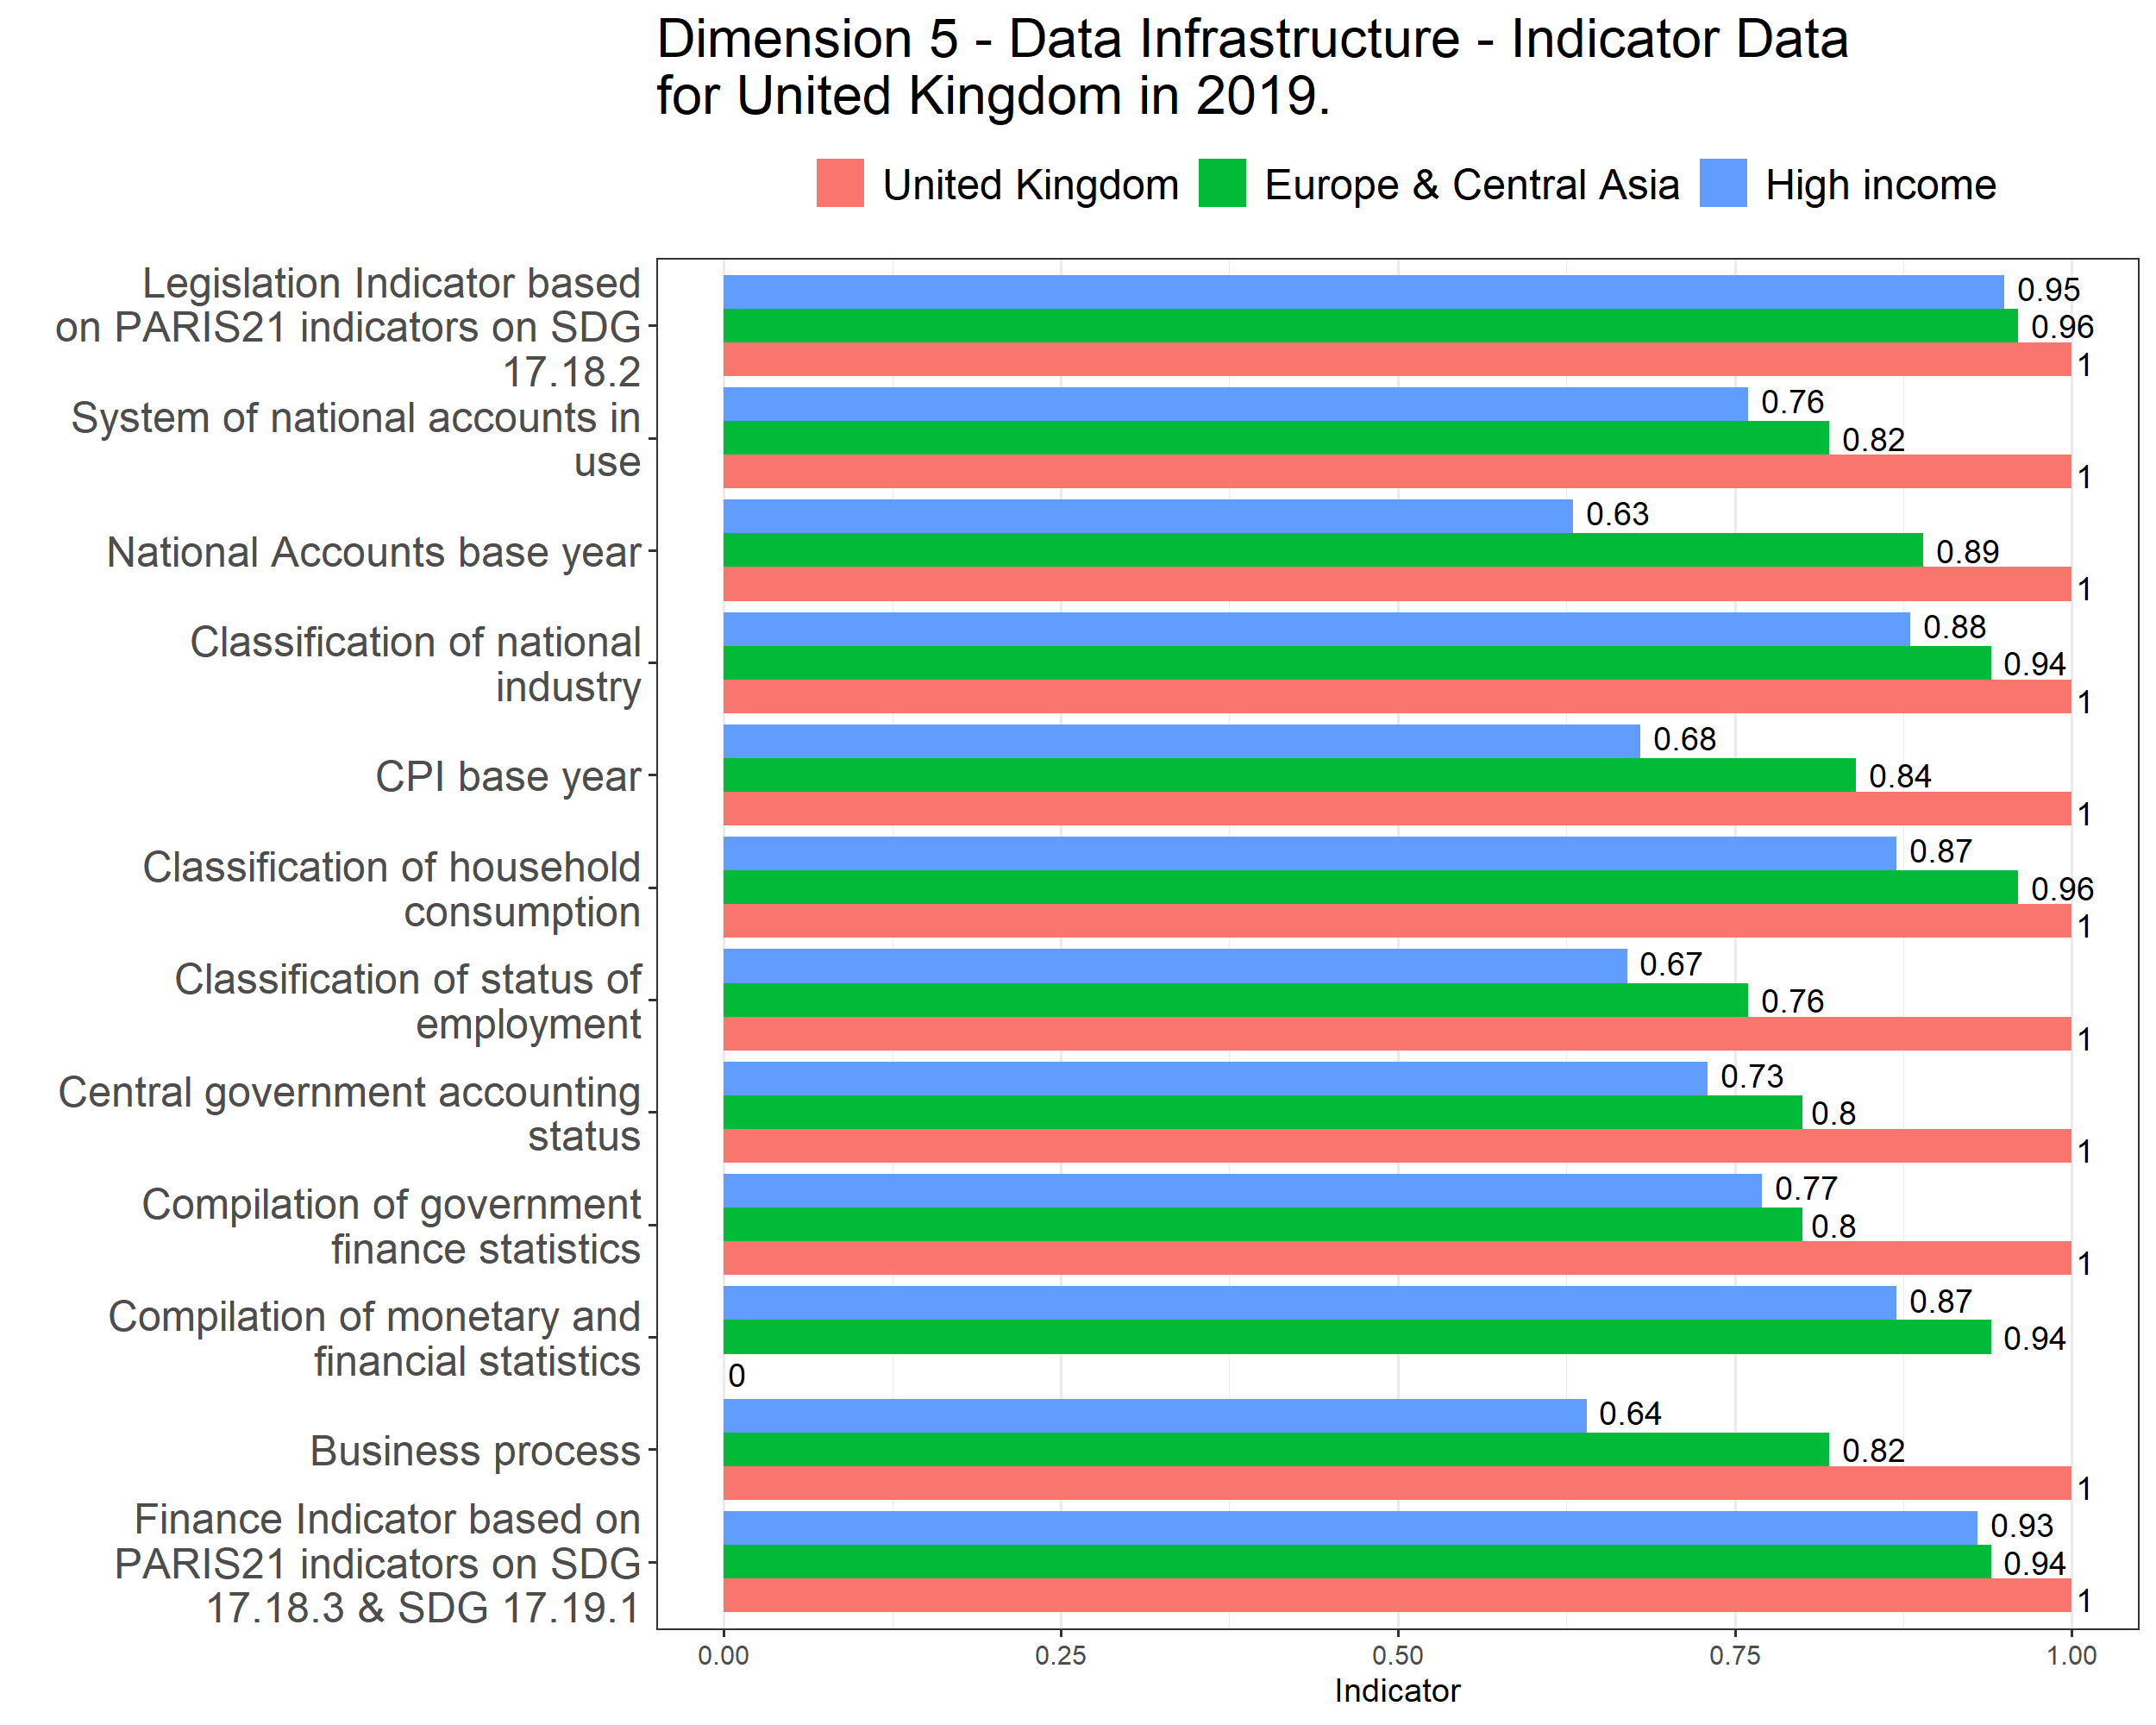 Dimension 5 - Data Infrastructure - Indicator Data
for United Kingdom in 2019.
United Kingdom Europe & Central Asia High income
Legislation Indicator based
on PARIS21 indicators on SDG
17.18.2
0.95
0.96
1
System of national accounts in
use
0.76
0.82
1
National Accounts base year
0.63
0.89
1
Classification of national
industry
0.88
0.94
1
CPI base year
0.68
0.84
1
Classification of household
consumption
0.87
0.96
1
Classification of status of
employment
0.67
0.76
1
Central government accounting
status
0.73
0.8
1
Compilation of government
finance statistics
0.77
0.8
1
Compilation of monetary and
financial statistics
0.87
0.94
0
Business process
0.64
0.82
1
Finance Indicator based on
PARIS21 indicators on SDG
17.18.3 & SDG 17.19.1
0.93
0.94
1
0.00 0.25 0.50 0.75 1.00
Indicator